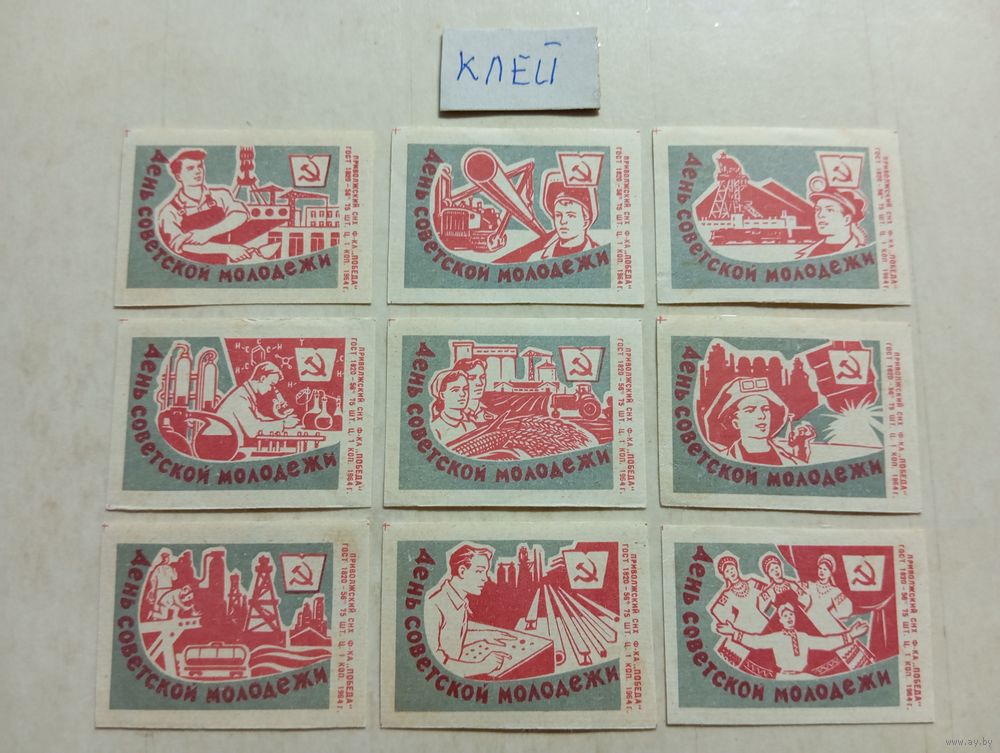 КЛЕЙ
ДЕНЬ СОВЕТСКОЙ МОЛОДЕЖИ
ПРИВОЛЖСКИЙ СНХ Ф-КА „ПОБЕДА"
ГОСТ 1820-56* 75 ШТ. Ц. 1 КОП. 1964 г.
ДЕНЬ СОВЕТСКОЙ МОЛОДЕЖИ
ПРИВОЛЖСКИЙ СНХ Ф-КА „ПОБЕДА"
ГОСТ 1820-56* 75 ШТ. Ц. 1 КОП. 1964 г.
ДЕНЬ СОВЕТСКОЙ МОЛОДЕЖИ
ПРИВОЛЖСКИЙ СНХ Ф-КА „ПОБЕДА"
ГОСТ 1820-56* 75 ШТ. Ц. 1 КОП. 1964 г.
ДЕНЬ СОВЕТСКОЙ МОЛОДЕЖИ
ПРИВОЛЖСКИЙ СНХ Ф-КА „ПОБЕДА"
ГОСТ 1820-56* 75 ШТ. Ц. 1 КОП. 1964 г.
ДЕНЬ СОВЕТСКОЙ МОЛОДЕЖИ
ПРИВОЛЖСКИЙ СНХ Ф-КА „ПОБЕДА"
ГОСТ 1820-56* 75 ШТ. Ц. 1 КОП. 1964 г.
ДЕНЬ СОВЕТСКОЙ МОЛОДЕЖИ
ПРИВОЛЖСКИЙ СНХ Ф-КА „ПОБЕДА"
ГОСТ 1820-56* 75 ШТ. Ц. 1 КОП. 1964 г.
ДЕНЬ СОВЕТСКОЙ МОЛОДЕЖИ
ПРИВОЛЖСКИЙ СНХ Ф-КА „ПОБЕДА"
ГОСТ 1820-56* 75 ШТ. Ц. 1 КОП. 1964 г.
ДЕНЬ СОВЕТСКОЙ МОЛОДЕЖИ
ПРИВОЛЖСКИЙ СНХ Ф-КА „ПОБЕДА"
ГОСТ 1820-56* 75 ШТ. Ц. 1 КОП. 1964 г.
ДЕНЬ СОВЕТСКОЙ МОЛОДЕЖИ
ПРИВОЛЖСКИЙ СНХ Ф-КА „ПОБЕДА"
ГОСТ 1820-56* 75 ШТ. Ц. 1 КОП. 1964 г.
www.ay.by